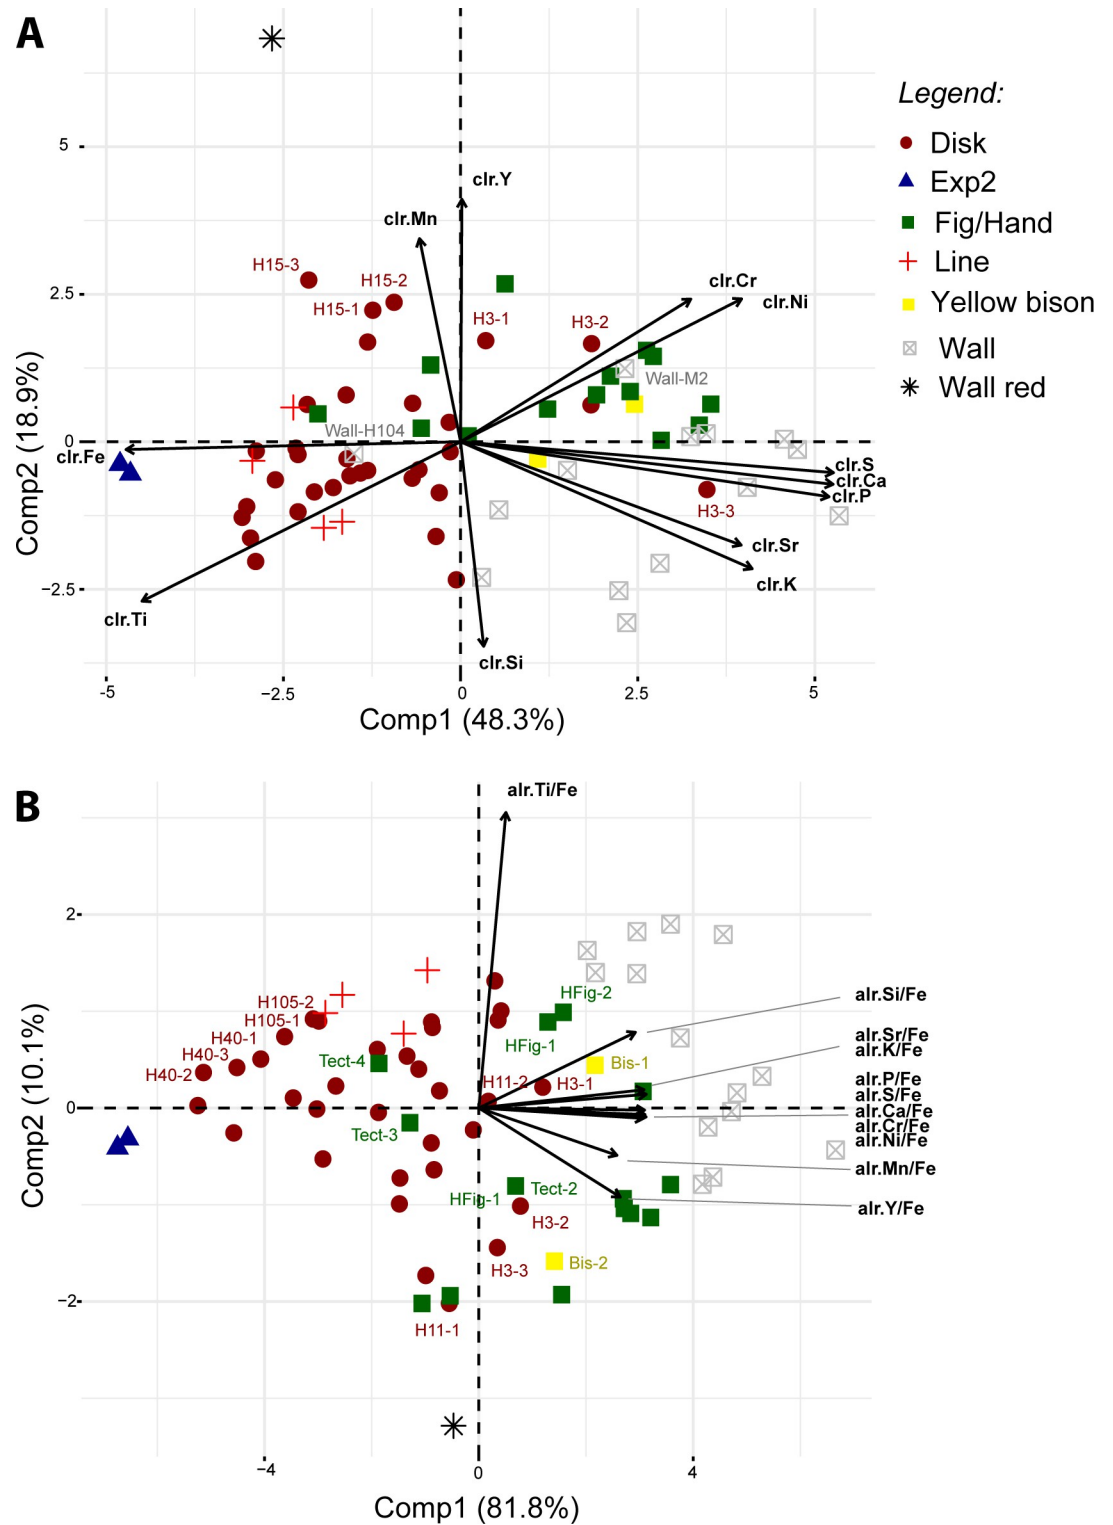 A
Legend:
Disk
Exp2
Fig/Hand
Line
Yellow bison
Wall
Wall red
5
2.5
0
−2.5
Comp2 (18.9%)
clr.Y
clr.Mn
H15-3
H15-2
H15-1
H3-1
H3-2
clr.Cr
clr.Ni
Wall-M2
Wall-H104
clr.Fe
clr.S
clr.Ca
clr.P
H3-3
clr.Sr
clr.K
clr.Ti
clr.Si
-5
−2.5
0
2.5
5
Comp1 (48.3%)
B
alr.Ti/Fe
2
0
−2
Comp2 (10.1%)
HFig-2
H105-2
H105-1
HFig-1
H40-1
H40-3
H40-2
Tect-4
Bis-1
H11-2
H3-1
Tect-3
HFig-1
Tect-2
H3-2
H3-3
Bis-2
H11-1
alr.Si/Fe
alr.Sr/Fe
alr.K/Fe
alr.P/Fe
alr.S/Fe
alr.Ca/Fe
alr.Cr/Fe
alr.Ni/Fe
alr.Mn/Fe
alr.Y/Fe
−4
0
4
Comp1 (81.8%)